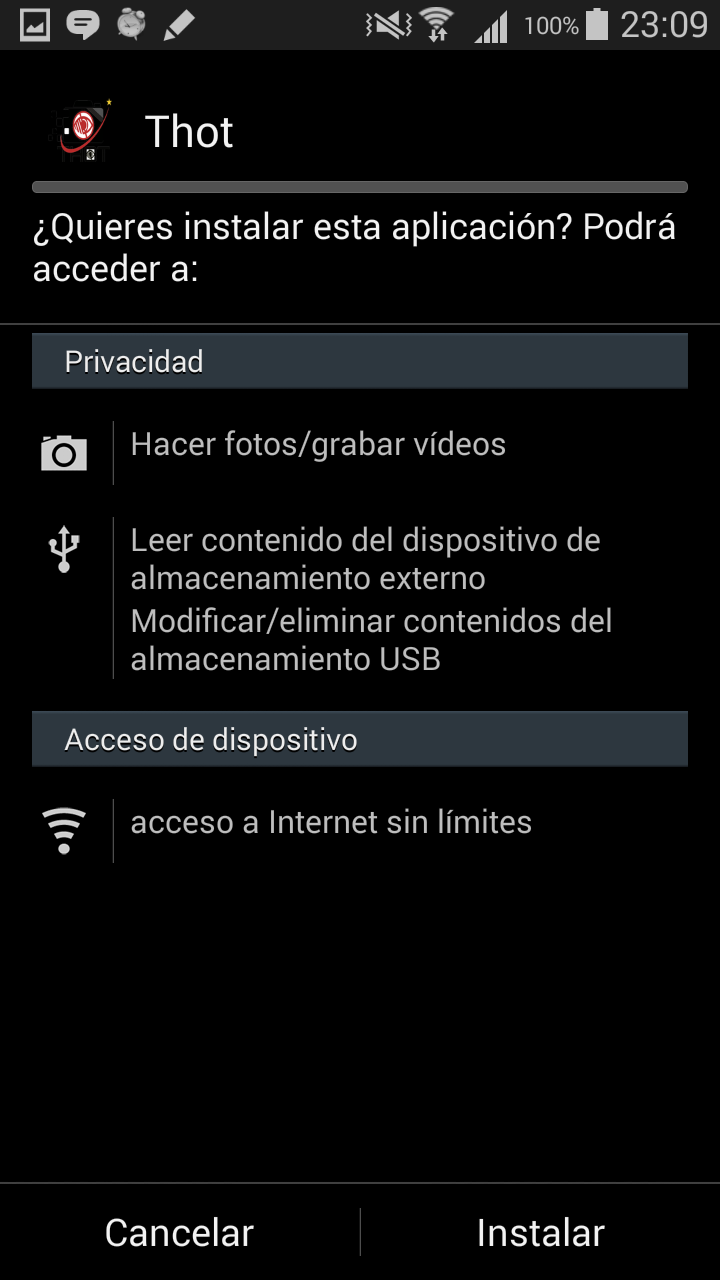 100% 23:09
Thot
¿Quieres instalar esta aplicación? Podrá
acceder a:
Privacidad
Hacer fotos/grabar vídeos
Leer contenido del dispositivo de
almacenamiento externo
Modificar/eliminar contenidos del
almacenamiento USB
Acceso de dispositivo
acceso a Internet sin límites
Cancelar Instalar